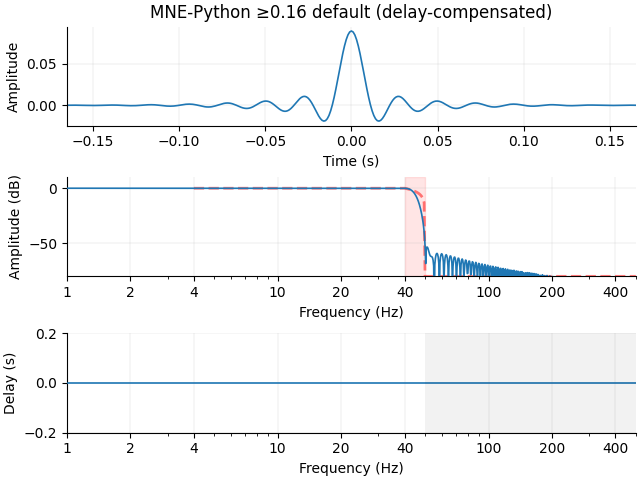 MNE-Python ≥0.16 default (delay-compensated)
Amplitude
0.05
0.00
−0.15 −0.10 −0.05 0.00 0.05 0.10 0.15
Time (s)
Amplitude (dB)
0
−50
1 2 4 10 20 40 100 200 400
Frequency (Hz)
Delay (s)
0.2
0.0
−0.2
1 2 4 10 20 40 100 200 400
Frequency (Hz)